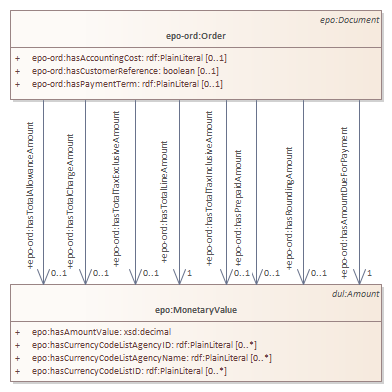 epo:Document
epo-ord:Order
+ epo-ord:hasAccountingCost: rdf:PlainLiteral [0..1]
+ epo-ord:hasCustomerReference: boolean [0..1]
+ epo-ord:hasPaymentTerm: rdf:PlainLiteral [0..1]
+epo-ord:hasTotalAllowanceAmount
+epo-ord:hasTotalChargeAmount
+epo-ord:hasTotalTaxExclusiveAmount
+epo-ord:hasTotalLineAmount
+epo-ord:hasTotalTaxInclusiveAmount
+epo-ord:hasPrepaidAmount
+epo-ord:hasRoundingAmount
+epo-ord:hasAmountDueForPayment
0..1 0..1 0..1 1 0..1 0..1 0..1 1
dul:Amount
epo:MonetaryValue
+ epo:hasAmountValue: xsd:decimal
+ epo:hasCurrencyCodeListAgencyID: rdf:PlainLiteral [0..*]
+ epo:hasCurrencyCodeListAgencyName: rdf:PlainLiteral [0..*]
+ epo:hasCurrencyCodeListID: rdf:PlainLiteral [0..*]